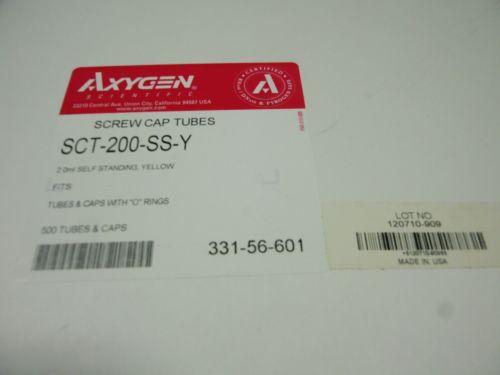 AXYGEN
SCIENTIFIC
33210 Central Ave, Union City, California 94587 USA
www.axygen.com
CERTIFIED
A
SCREW CAP TUBES
SCT-200-SS-Y
2.0ml SELF STANDING, YELLOW
FITS
TUBES & CAPS WITH "O" RINGS
500 TUBES & CAPS
331-56-601
LOT NO
120710-909
MADE IN, USA